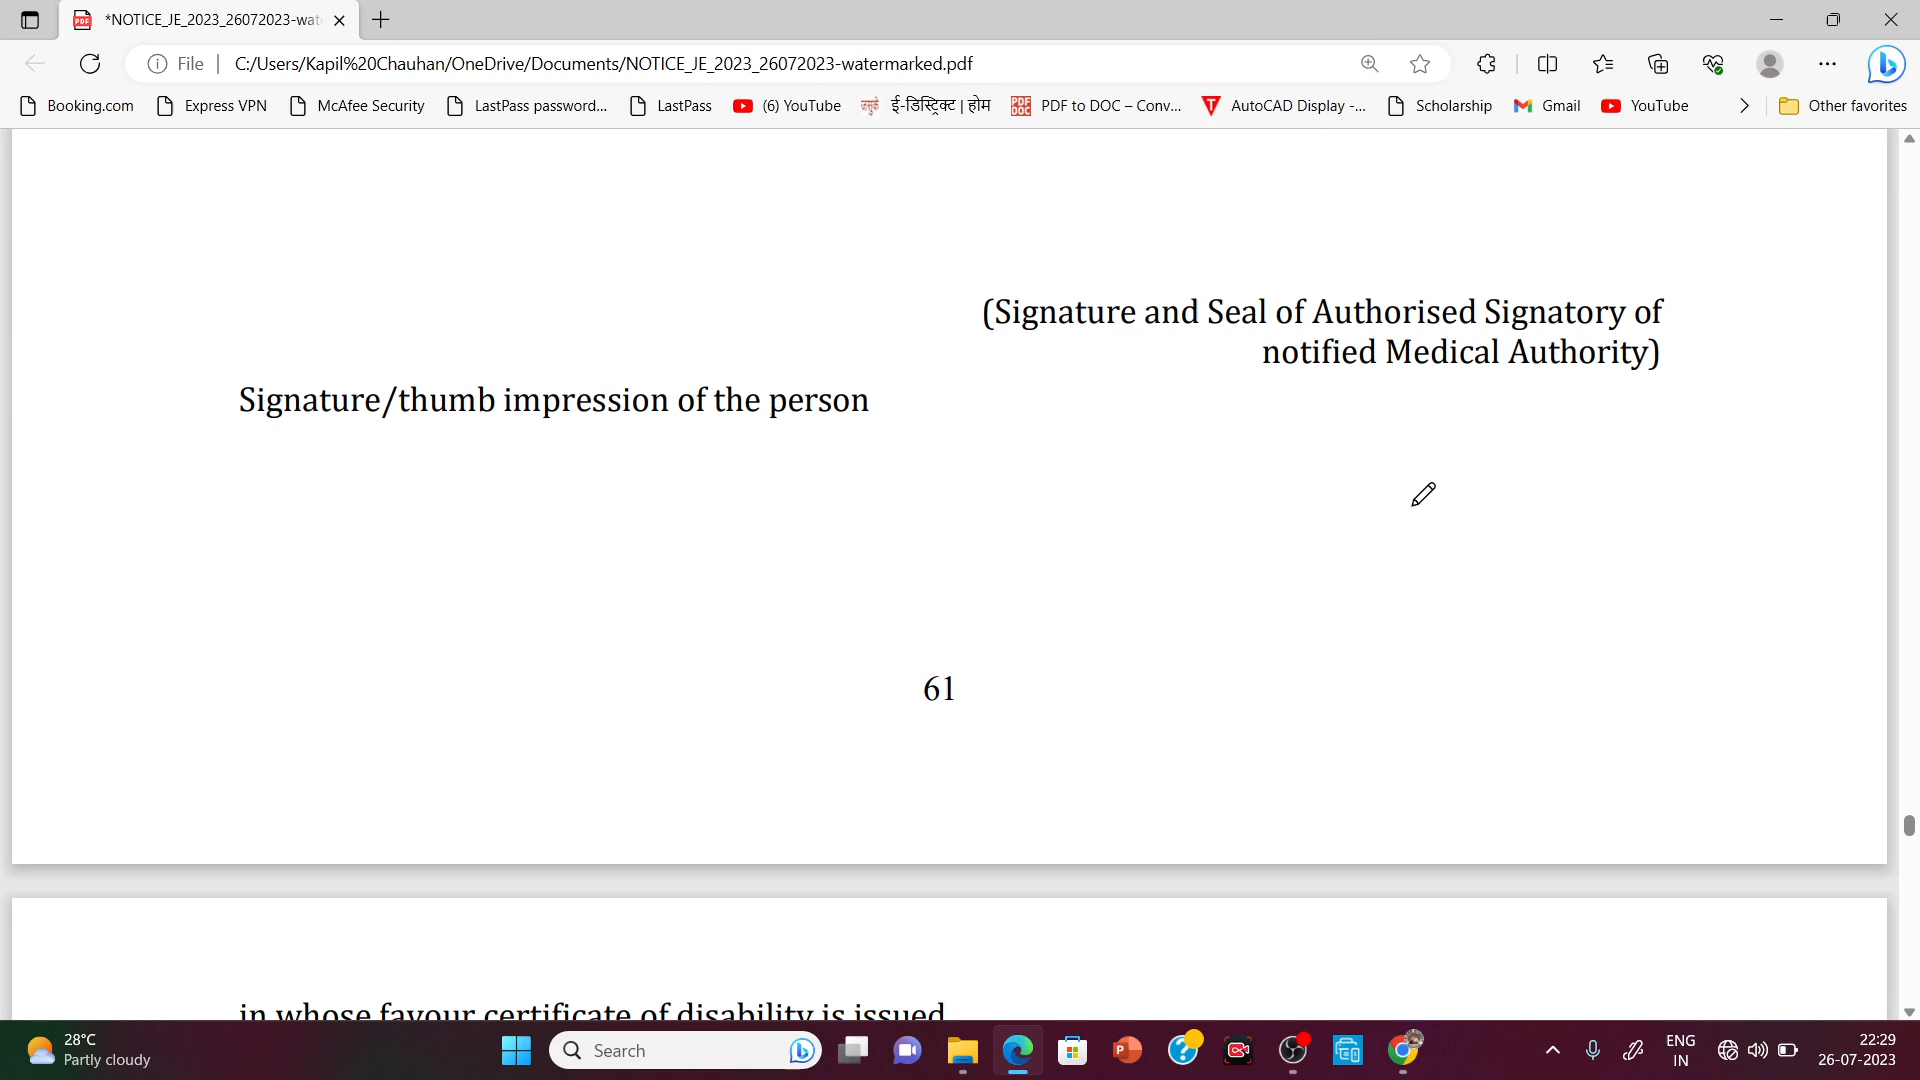 *NOTICE_JE_2023_26072023-wat
File
C:/Users/Kapil%20Chauhan/OneDrive/Documents/NOTICE_JE_2023_26072023-watermarked.pdf
Booking.com Express VPN McAfee Security LastPass password... LastPass (6) YouTube ई-डिस्ट्रिक्ट | होम PDF to DOC – Conv... AutoCAD Display -... Scholarship Gmail YouTube Other favorites
(Signature and Seal of Authorised Signatory of
notified Medical Authority)
Signature/thumb impression of the person
61
in whose favour certificate of disability is issued
28°C
Partly cloudy
Search
ENG
IN
22:29
26-07-2023